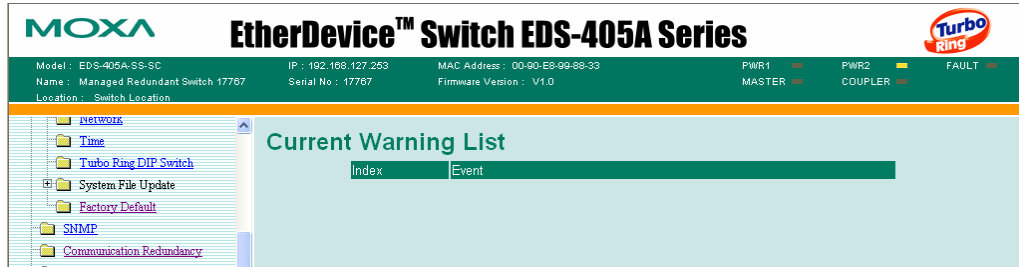 MOXA
EtherDevice™ Switch EDS-405A Series
Turbo
Ring
Model : EDS-405A-SS-SC
IP : 192.168.127.253
MAC Address : 00-90-E8-99-88-33
PWR1
PWR2
FAULT
Name : Managed Redundant Switch 17767
Serial No : 17767
Firmware Version : V1.0
MASTER
COUPLER
Location : Switch Location
Network
Time
Turbo Ring DIP Switch
System File Update
Factory Default
SNMP
Communication Redundancy
Current Warning List
Index Event